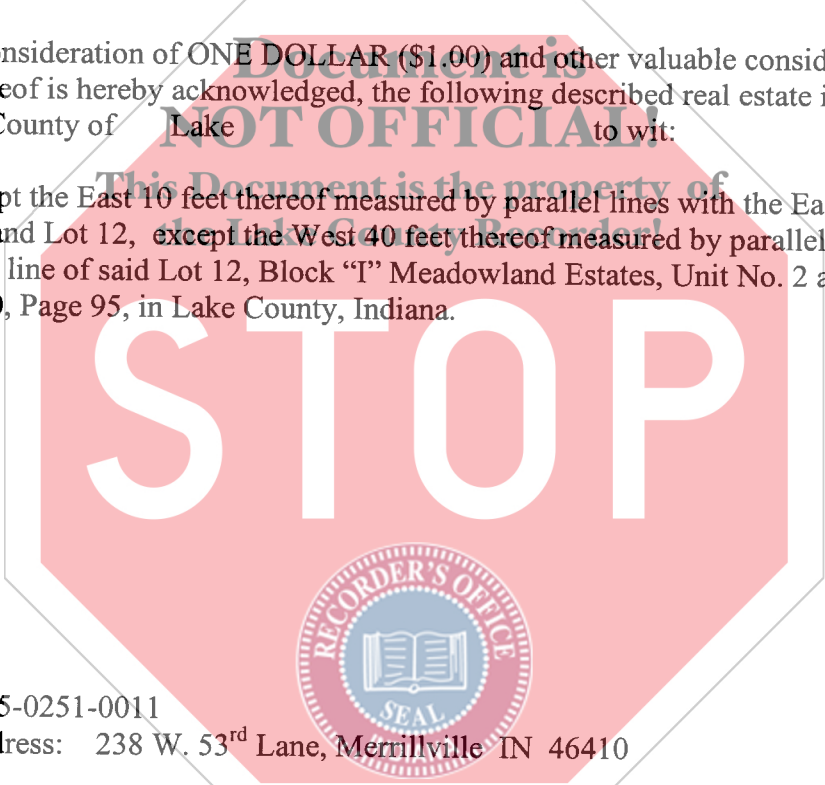 Document is
nsideration of ONE DOLLAR ($1.00) and other valuable consid
eof is hereby acknowledged, the following described real estate i
County of Lake to wit:
NOT OFFICIAL!
This Document is the property of
pt the East 10 feet thereof measured by parallel lines with the Ea
the Lake County Recorder!
nd Lot 12, except the West 40 feet thereof measured by parallel
line of said Lot 12, Block “I” Meadowland Estates, Unit No. 2 a
, Page 95, in Lake County, Indiana.
STOP
RECORDER'S OFFICE
SEAL
5-0251-0011
dress: 238 W. 53rd Lane, Merrillville IN 46410